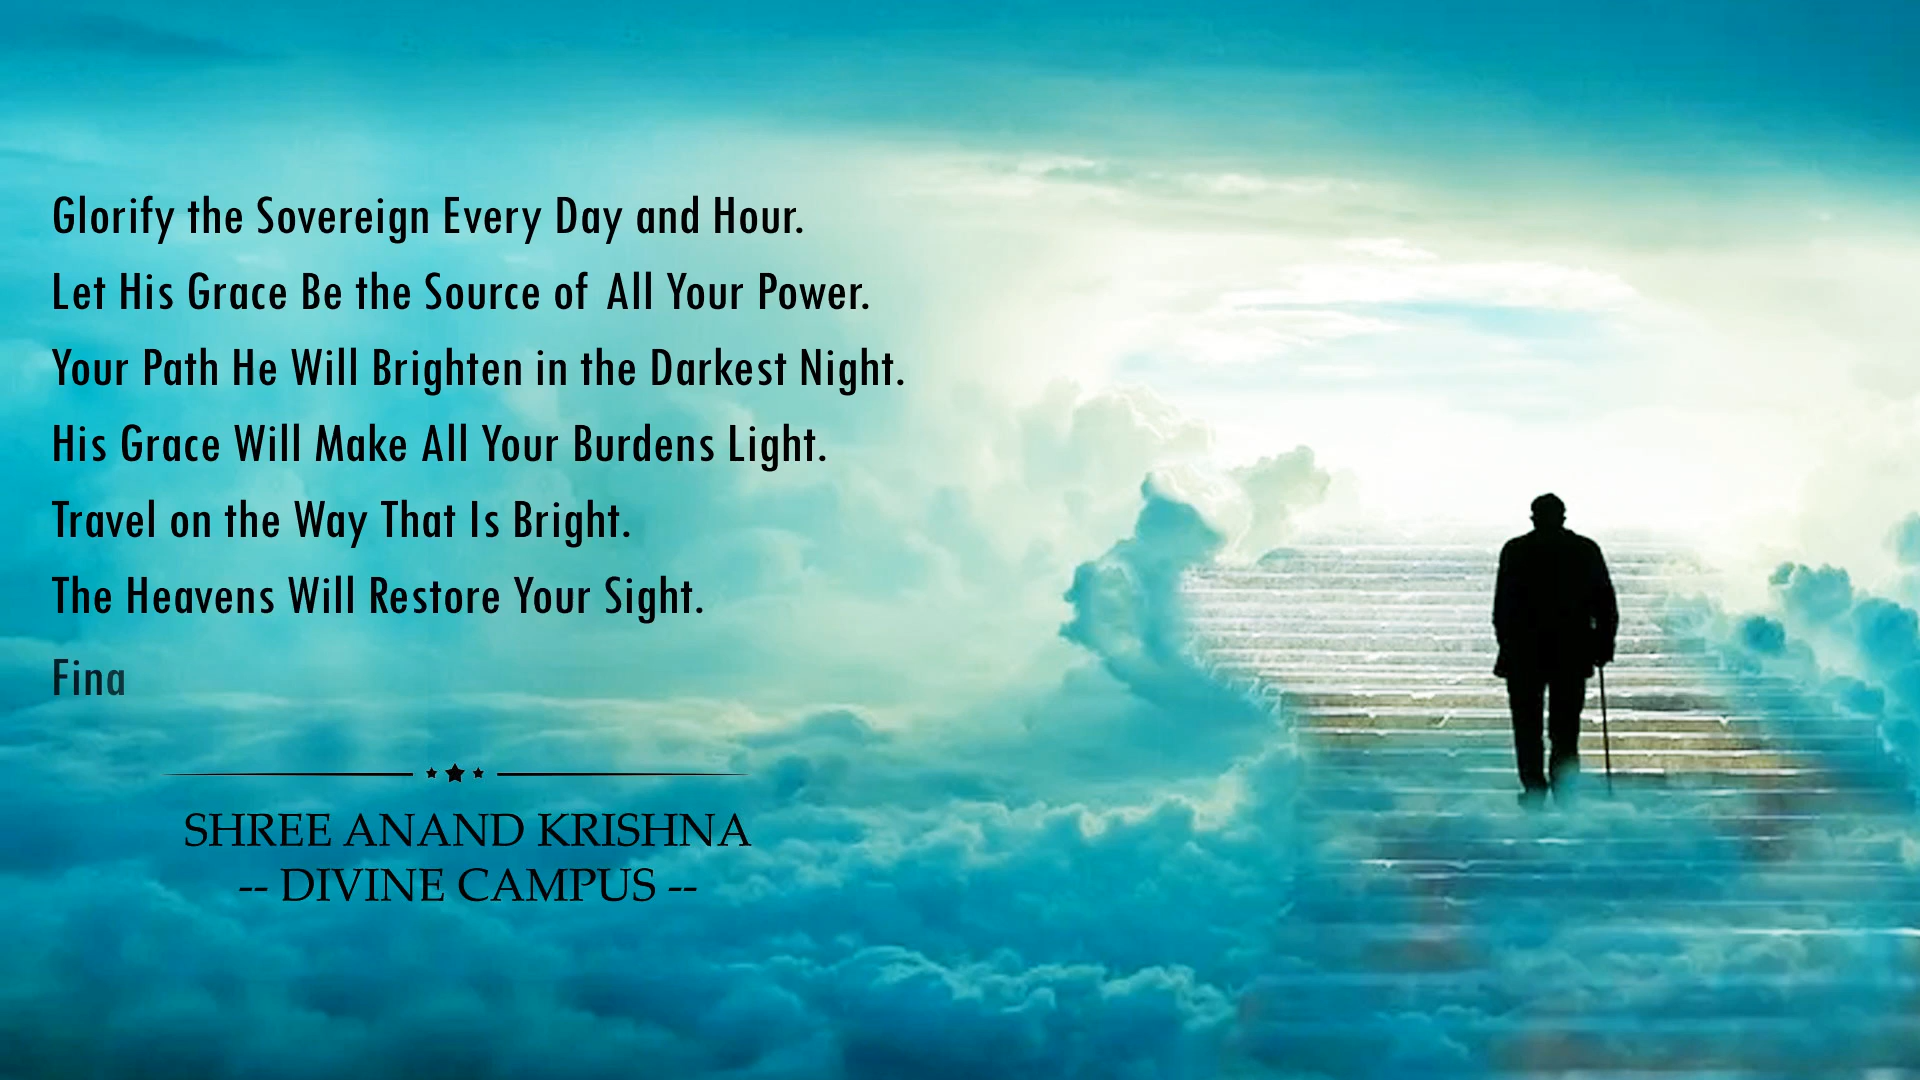 Glorify the Sovereign Every Day and Hour.
Let His Grace Be the Source of All Your Power.
Your Path He Will Brighten in the Darkest Night.
His Grace Will Make All Your Burdens Light.
Travel on the Way That Is Bright.
The Heavens Will Restore Your Sight.
Fina
SHREE ANAND KRISHNA
-- DIVINE CAMPUS --